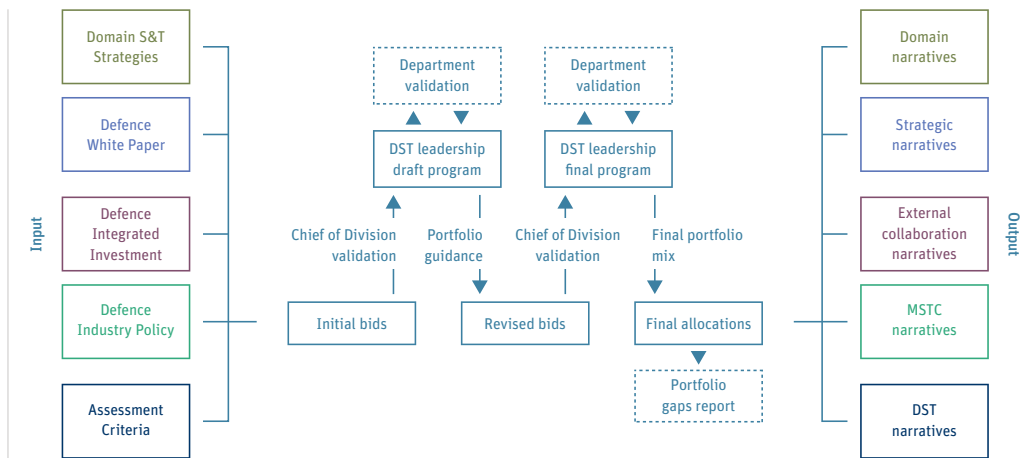 Input
Domain S&T
Strategies
Defence
White Paper
Defence
Integrated
Investment
Defence
Industry Policy
Assessment
Criteria
Department
validation
Department
validation
DST leadership
draft program
DST leadership
final program
Chief of Division
validation
Portfolio
guidance
Chief of Division
validation
Final portfolio
mix
Initial bids
Revised bids
Final allocations
Portfolio
gaps report
Domain
narratives
Strategic
narratives
External
collaboration
narratives
MSTC
narratives
DST
narratives
Output